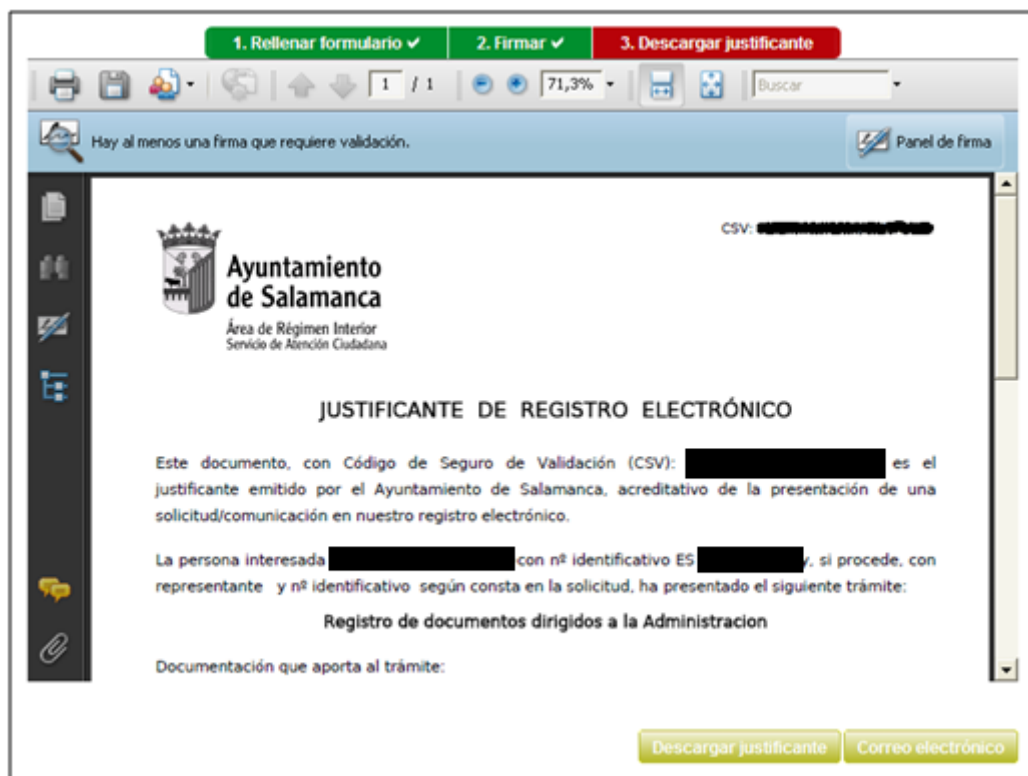 1. Rellenar formulario ✔ 2. Firmar ✔ 3. Descargar justificante
1 / 1 71,3% Buscar
Hay al menos una firma que requiere validación. Panel de firma
CSV:
Ayuntamiento
de Salamanca
Área de Régimen Interior
Servicio de Atención Ciudadana
JUSTIFICANTE DE REGISTRO ELECTRÓNICO
Este documento, con Código de Seguro de Validación (CSV): es el
justificante emitido por el Ayuntamiento de Salamanca, acreditativo de la presentación de una
solicitud/comunicación en nuestro registro electrónico.
La persona interesada con nº identificativo ES y, si procede, con
representante y nº identificativo según consta en la solicitud, ha presentado el siguiente trámite:
Registro de documentos dirigidos a la Administracion
Documentación que aporta al trámite:
Descargar justificante Correo electrónico